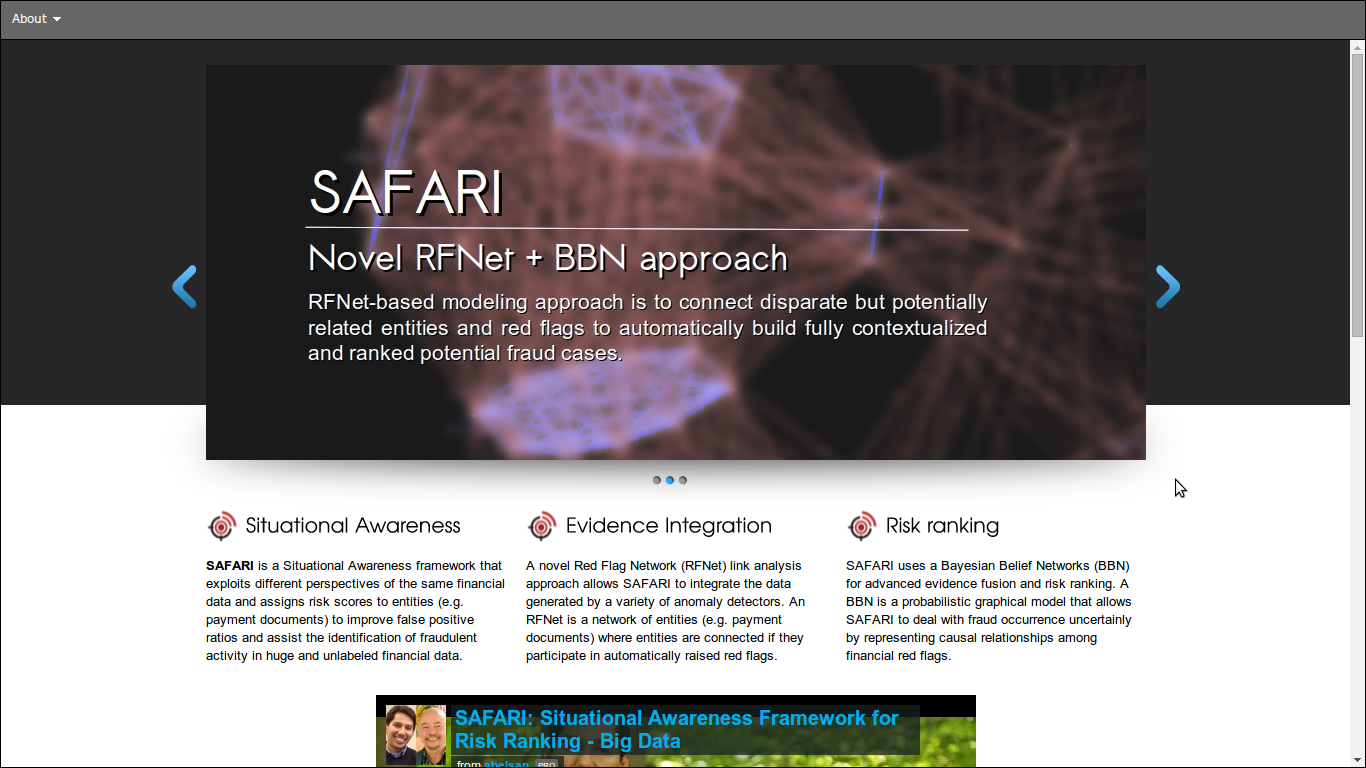 About
SAFARI
Novel RFNet + BBN approach
RFNet-based modeling approach is to connect disparate but potentially
related entities and red flags to automatically build fully contextualized
and ranked potential fraud cases.
Situational Awareness
SAFARI is a Situational Awareness framework that
exploits different perspectives of the same financial
data and assigns risk scores to entities (e.g.
payment documents) to improve false positive
ratios and assist the identification of fraudulent
activity in huge and unlabeled financial data.
Evidence Integration
A novel Red Flag Network (RFNet) link analysis
approach allows SAFARI to integrate the data
generated by a variety of anomaly detectors. An
RFNet is a network of entities (e.g. payment
documents) where entities are connected if they
participate in automatically raised red flags.
Risk ranking
SAFARI uses a Bayesian Belief Networks (BBN)
for advanced evidence fusion and risk ranking. A
BBN is a probabilistic graphical model that allows
SAFARI to deal with fraud occurrence uncertainly
by representing causal relationships among
financial red flags.
SAFARI: Situational Awareness Framework for
Risk Ranking - Big Data
from abelsan PRO